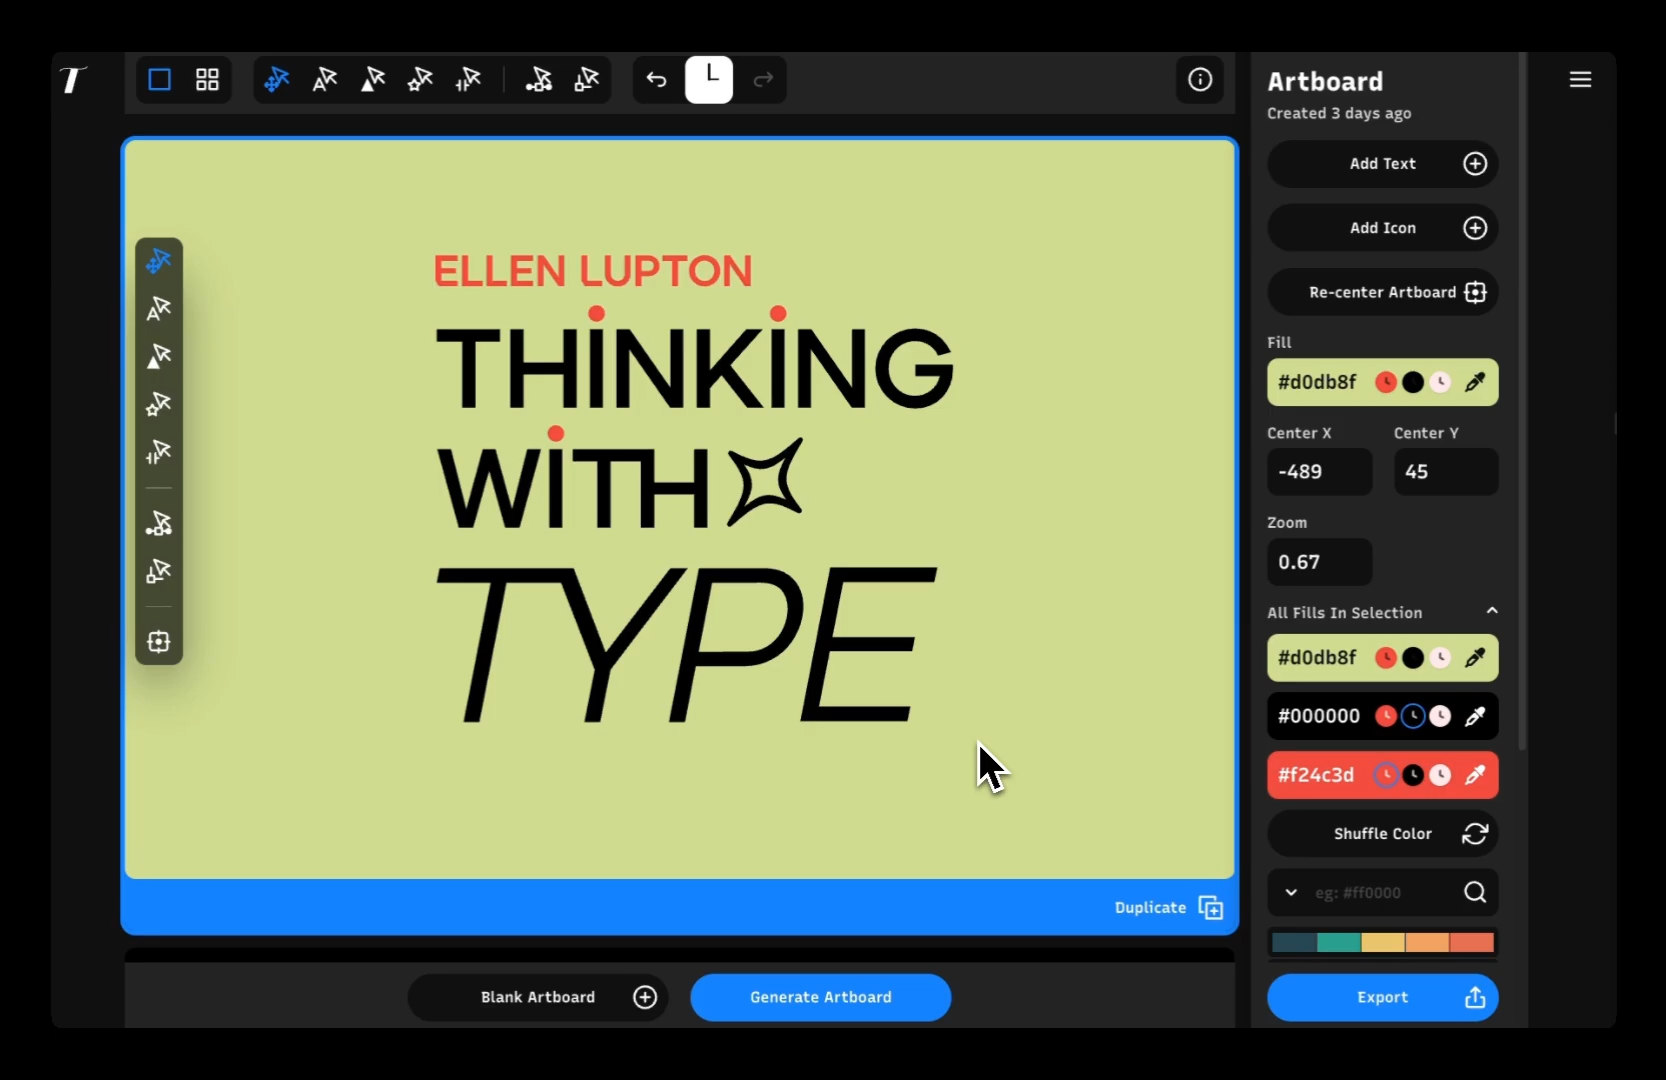 T
Artboard
Created 3 days ago
Add Text
Add Icon
Re-center Artboard
Fill
#d0db8f
Center X Center Y
-489 45
Zoom
0.67
All Fills In Selection
#d0db8f
#000000
#f24c3d
Shuffle Color
eg: #ff0000
Export
ELLEN LUPTON
THiNKiNG
WiTH
TYPE
Duplicate
Blank Artboard
Generate Artboard